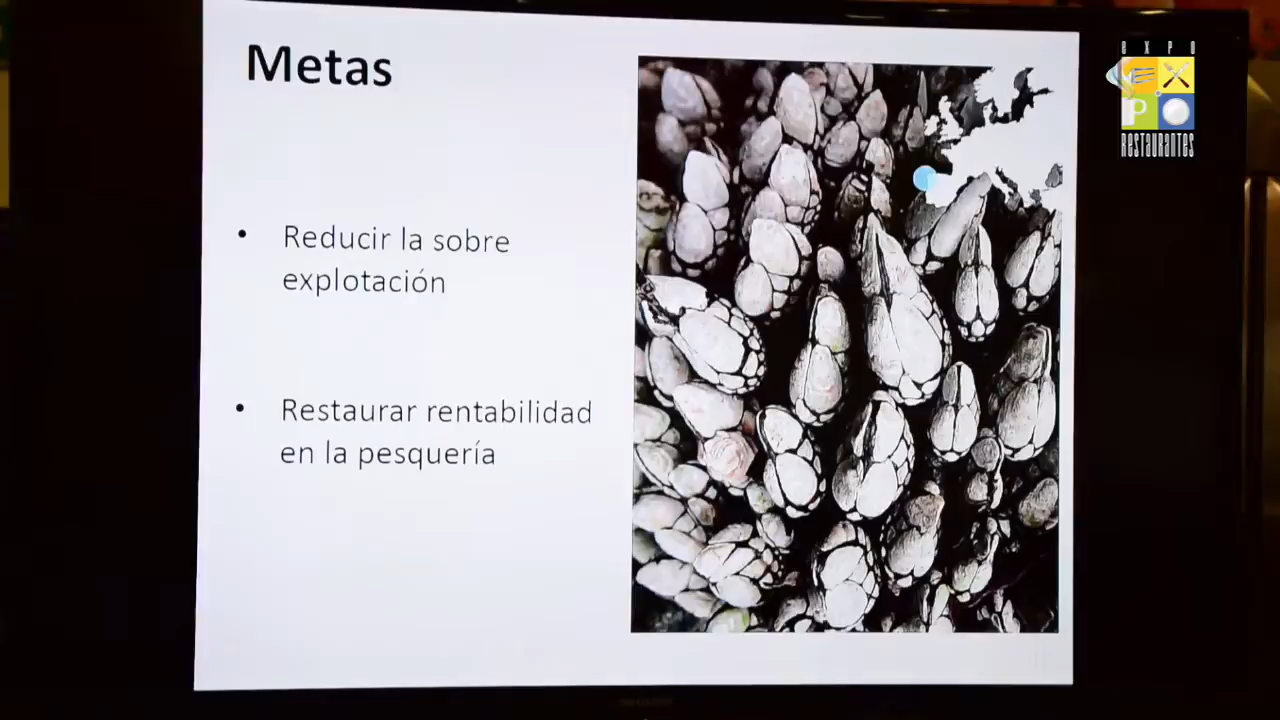 Metas
• Reducir la sobre
explotación
• Restaurar rentabilidad
en la pesquería
EXPO
P
RESTAURANTES